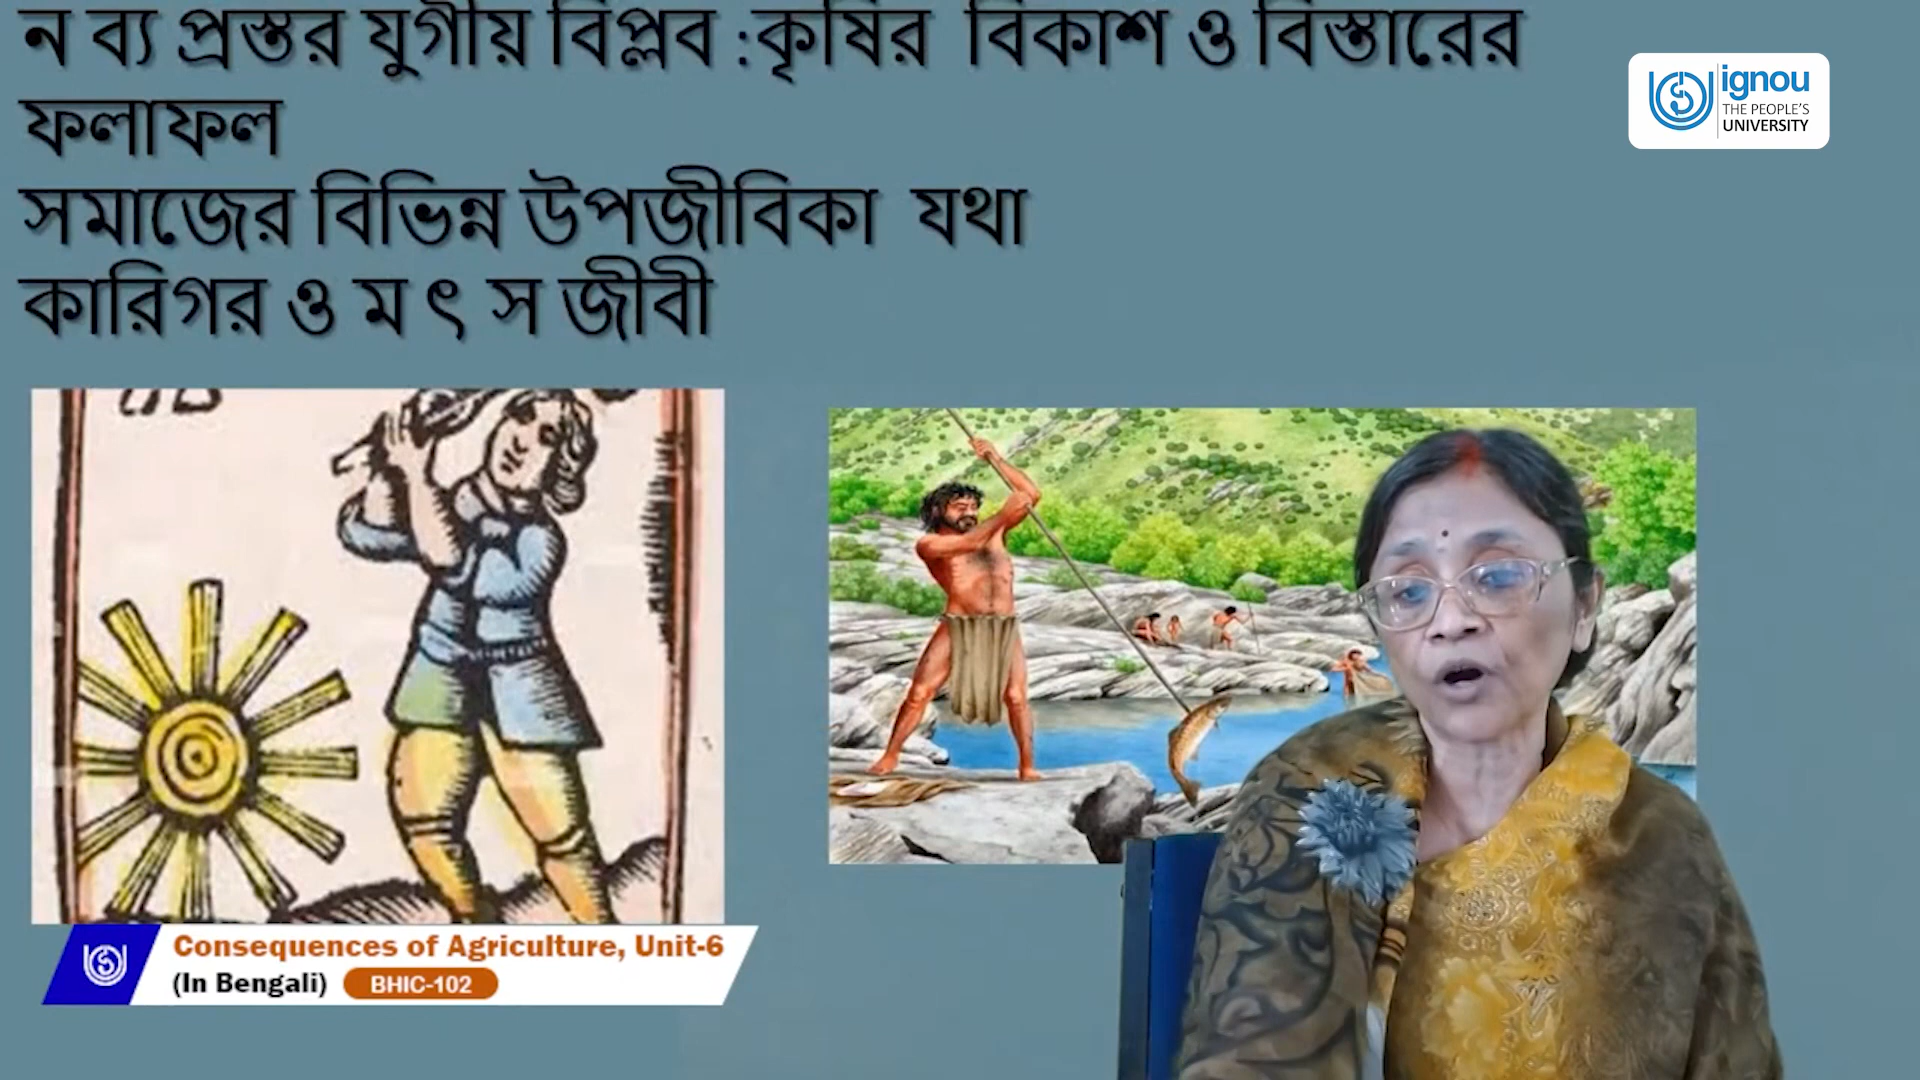 ন ব্য প্রস্তর যুগীয় বিপ্লব :কৃষির বিকাশ ও বিস্তারের
ফলাফল
সমাজের বিভিন্ন উপজীবিকা যথা
কারিগর ও ম ৎ স জীবী
ignou
THE PEOPLE'S
UNIVERSITY
Consequences of Agriculture, Unit-6
(In Bengali) BHIC-102